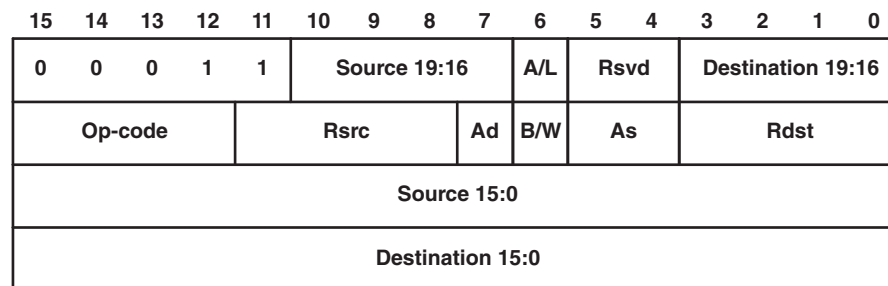 15 14 13 12 11 10 9 8 7 6 5 4 3 2 1 0
0 0 0 1 1 Source 19:16 A/L Rsvd Destination 19:16
Op-code Rsrc Ad B/W As Rdst
Source 15:0
Destination 15:0